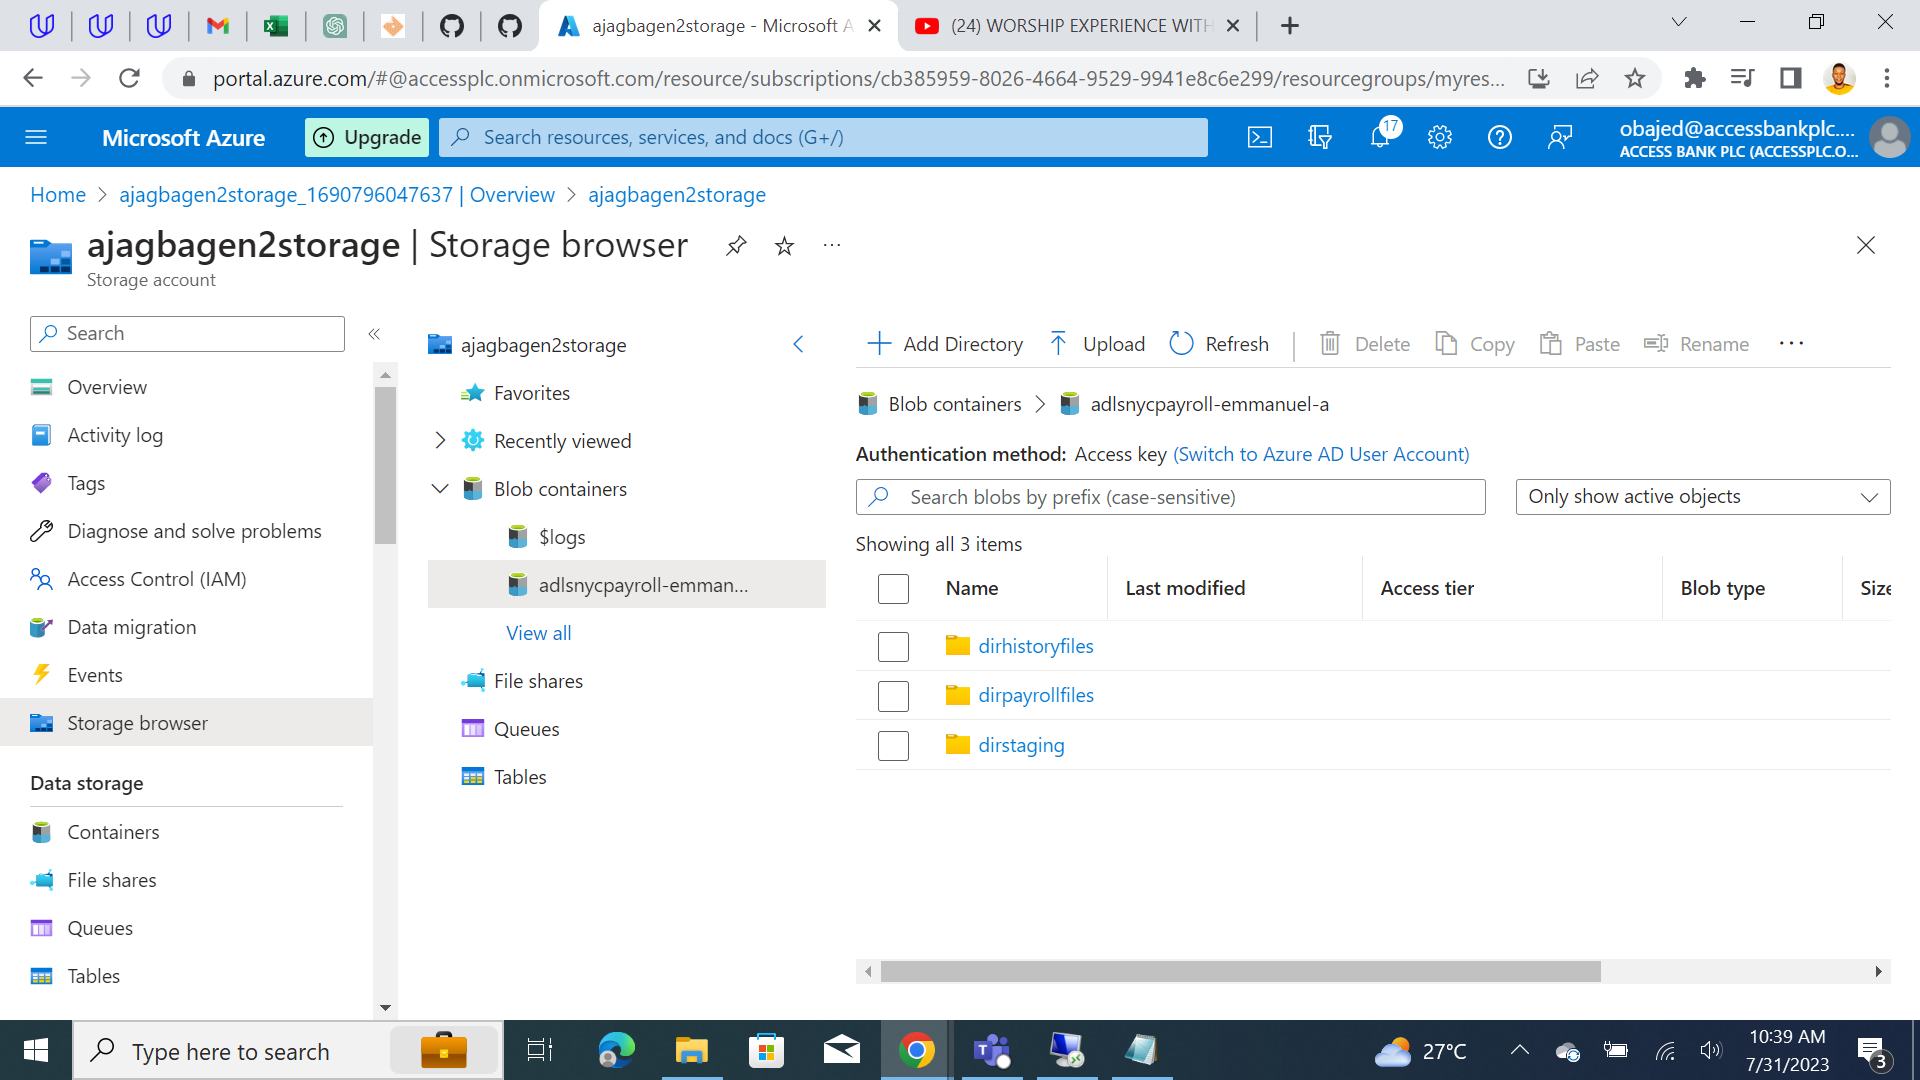 ajagbagen2storage - Microsoft A
(24) WORSHIP EXPERIENCE WITH
portal.azure.com/#@accessplc.onmicrosoft.com/resource/subscriptions/cb385959-8026-4664-9529-9941e8c6e299/resourcegroups/myres...
Microsoft Azure
Upgrade
Search resources, services, and docs (G+/)
17
obajed@accessbankplc....
ACCESS BANK PLC (ACCESSPLC.O...
Home > ajagbagen2storage_1690796047637 | Overview > ajagbagen2storage
ajagbagen2storage | Storage browser
Storage account
Search
Overview
Activity log
Tags
Diagnose and solve problems
Access Control (IAM)
Data migration
Events
Storage browser
Data storage
Containers
File shares
Queues
Tables
ajagbagen2storage
Favorites
Recently viewed
Blob containers
$logs
adlsnycpayroll-emman...
View all
File shares
Queues
Tables
Add Directory Upload Refresh Delete Copy Paste Rename
Blob containers > adlsnycpayroll-emmanuel-a
Authentication method: Access key (Switch to Azure AD User Account)
Search blobs by prefix (case-sensitive)
Only show active objects
Showing all 3 items
Name Last modified Access tier Blob type Size
dirhistoryfiles
dirpayrollfiles
dirstaging
Type here to search
27°C
10:39 AM
7/31/2023
3